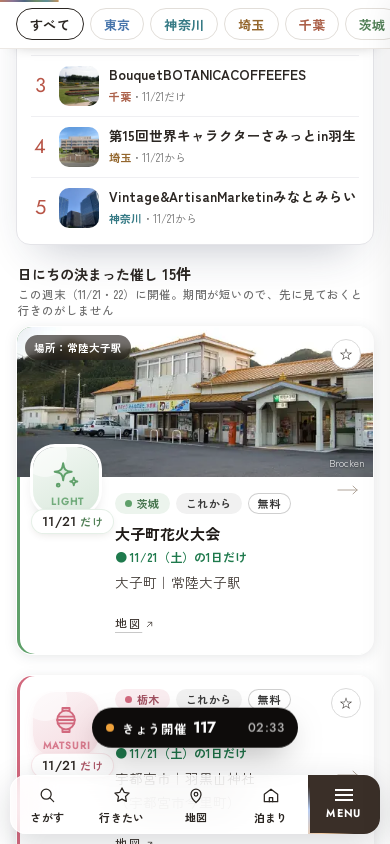 すべて
東京
神奈川
埼玉
千葉
茨城
3
BouquetBOTANICACOFFEEFES
千葉・11/21だけ
4
第15回世界キャラクターさみっとin羽生
埼玉・11/21から
5
Vintage&ArtisanMarketinみなとみらい
神奈川・11/21から
日にちの決まった催し 15件
この週末（11/21・22）に開催。期間が短いので、先に見ておくと
行きのがしません
場所：常陸大子駅
Brocken
LIGHT
11/21 だけ
茨城
これから
無料
大子町花火大会
11/21（土）の1日だけ
大子町｜常陸大子駅
地図 ↗
MATSURI
11/21 だけ
栃木
これから
無料
きょう開催 117 02:33
11/21（土）の1日だけ
宇都宮市｜羽黒山神社
さがす
行きたい
地図
泊まり
MENU
地図